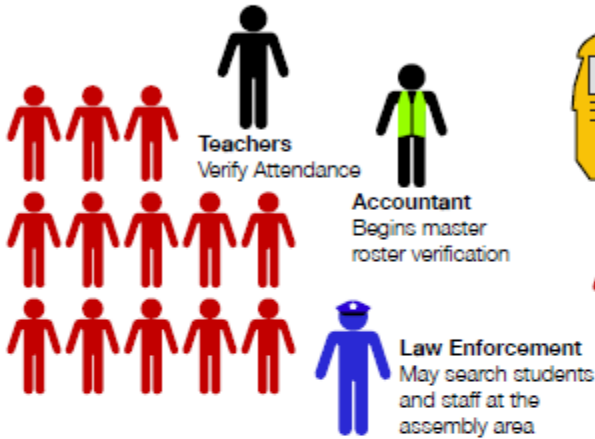 Teachers
Verify Attendance
Accountant
Begins master
roster verification
Law Enforcement
May search students
and staff at the
assembly area